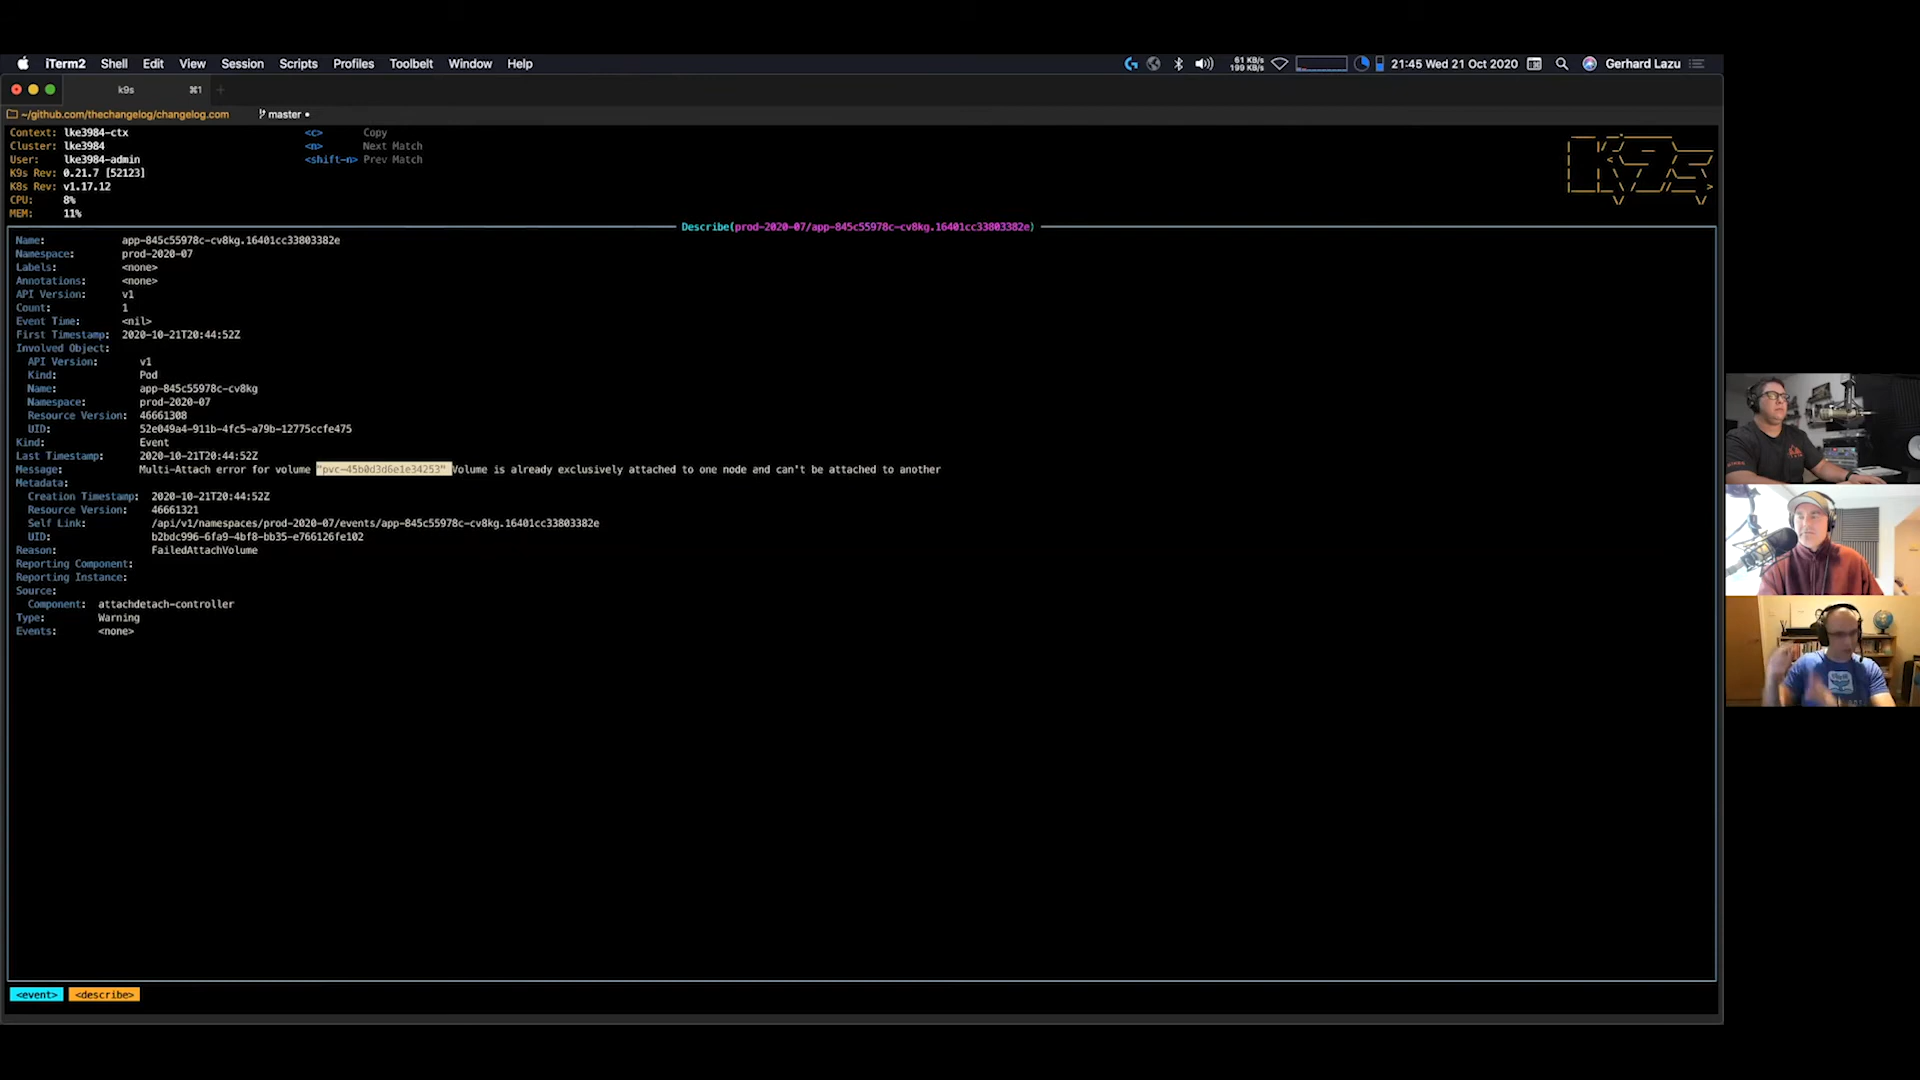 iTerm2 Shell Edit View Session Scripts Profiles Toolbelt Window Help 61 KB/s 199 KB/s 21:45 Wed 21 Oct 2020 Gerhard Lazu
k9s ⌘1 +
~/github.com/thechangelog/changelog.com master •
Context: lke3984-ctx <c> Copy
Cluster: lke3984 <n> Next Match
User: lke3984-admin <shift-n> Prev Match
K9s Rev: 0.21.7 [52123]
K8s Rev: v1.17.12
CPU: 8%
MEM: 11%
Describe(prod-2020-07/app-845c55978c-cv8kg.16401cc33803382e)
Name: app-845c55978c-cv8kg.16401cc33803382e
Namespace: prod-2020-07
Labels: <none>
Annotations: <none>
API Version: v1
Count: 1
Event Time: <nil>
First Timestamp: 2020-10-21T20:44:52Z
Involved Object:
API Version: v1
Kind: Pod
Name: app-845c55978c-cv8kg
Namespace: prod-2020-07
Resource Version: 46661308
UID: 52e049a4-911b-4fc5-a79b-12775ccfe475
Kind: Event
Last Timestamp: 2020-10-21T20:44:52Z
Message: Multi-Attach error for volume "pvc-45b0d3d6e1e34253" Volume is already exclusively attached to one node and can't be attached to another
Metadata:
Creation Timestamp: 2020-10-21T20:44:52Z
Resource Version: 46661321
Self Link: /api/v1/namespaces/prod-2020-07/events/app-845c55978c-cv8kg.16401cc33803382e
UID: b2bdc996-6fa9-4bf8-bb35-e766126fe102
Reason: FailedAttachVolume
Reporting Component:
Reporting Instance:
Source:
Component: attachdetach-controller
Type: Warning
Events: <none>
<event> <describe>